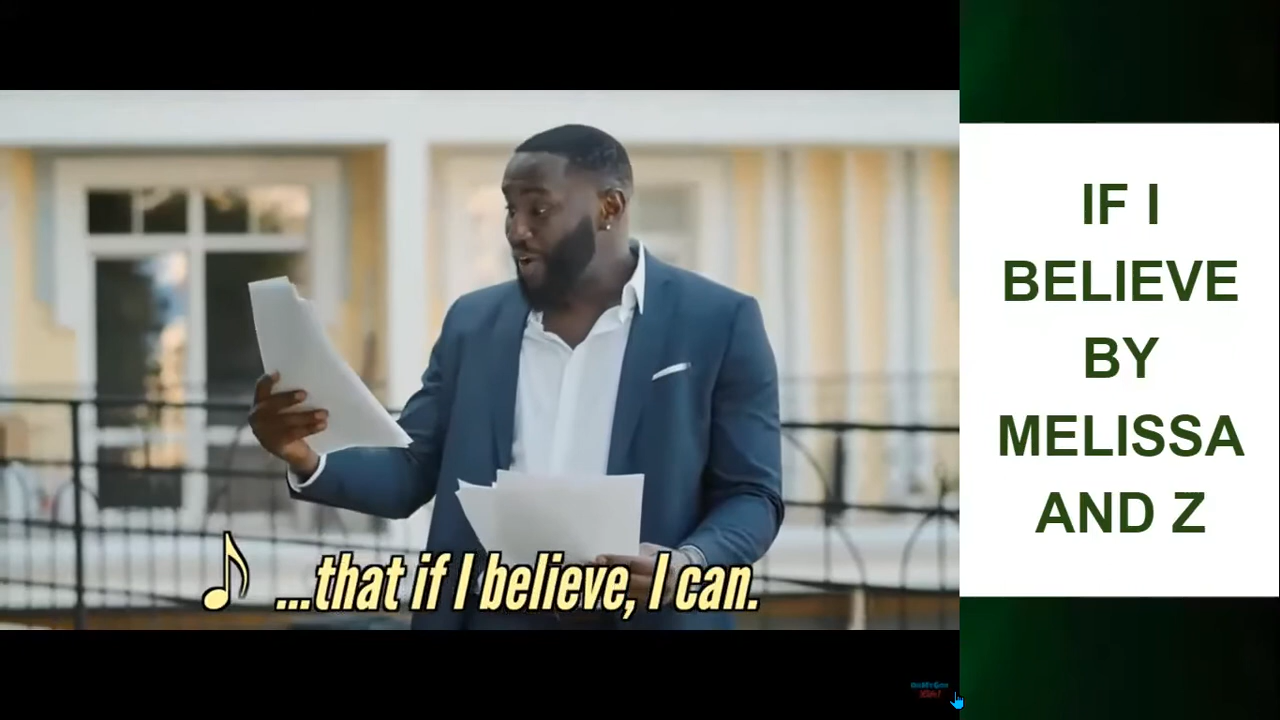 ...that if I believe, I can.
IF I
BELIEVE
BY
MELISSA
AND Z